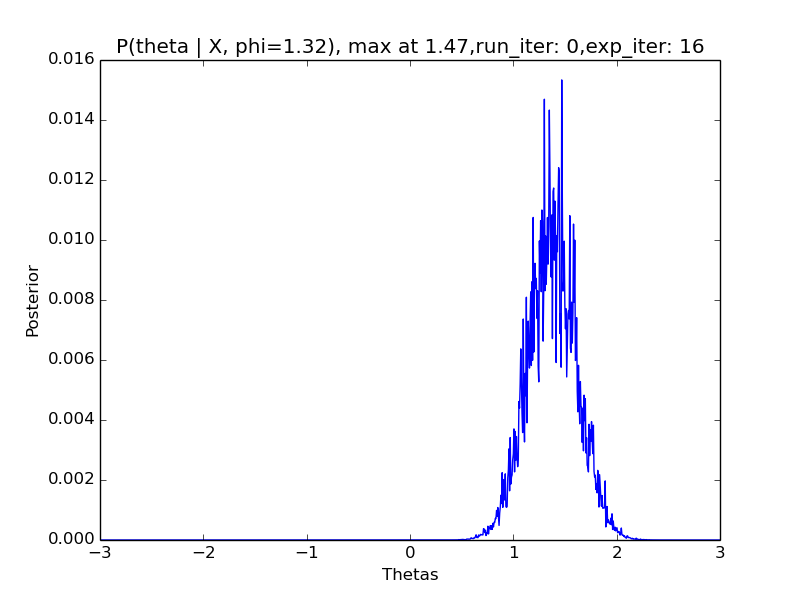 P(theta | X, phi=1.32), max at 1.47,run_iter: 0,exp_iter: 16
0.016
0.014
0.012
0.010
0.008
0.006
0.004
0.002
0.000
Posterior
−3 −2 −1 0 1 2 3
Thetas